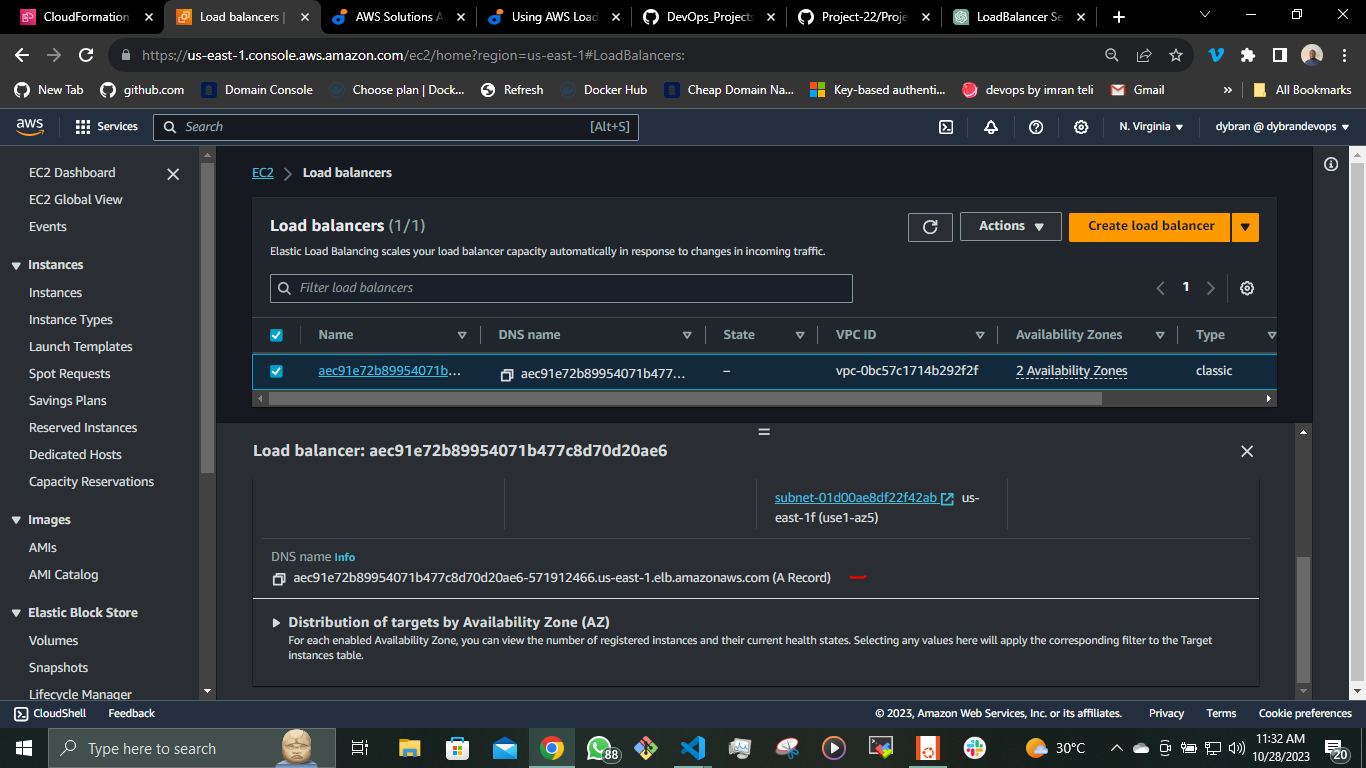 CloudFormation
Load balancers |
AWS Solutions A
Using AWS Load
DevOps_Projects
Project-22/Proje
LoadBalancer Se
https://us-east-1.console.aws.amazon.com/ec2/home?region=us-east-1#LoadBalancers:
New Tab
github.com
Domain Console
Choose plan | Dock...
Refresh
Docker Hub
Cheap Domain Na...
Key-based authenti...
devops by imran teli
Gmail
»
All Bookmarks
aws
Services
Search
[Alt+S]
N. Virginia
dybran @ dybrandevops
EC2 Dashboard
EC2 Global View
Events
Instances
Instances
Instance Types
Launch Templates
Spot Requests
Savings Plans
Reserved Instances
Dedicated Hosts
Capacity Reservations
Images
AMIs
AMI Catalog
Elastic Block Store
Volumes
Snapshots
Lifecycle Manager
EC2
Load balancers
Load balancers (1/1)
Actions
Create load balancer
Elastic Load Balancing scales your load balancer capacity automatically in response to changes in incoming traffic.
Filter load balancers
1
Name
DNS name
State
VPC ID
Availability Zones
Type
aec91e72b89954071b...
aec91e72b89954071b477...
–
vpc-0bc57c1714b292f2f
2 Availability Zones
classic
Load balancer: aec91e72b89954071b477c8d70d20ae6
subnet-01d00ae8df22f42ab us-
east-1f (use1-az5)
DNS name Info
aec91e72b89954071b477c8d70d20ae6-571912466.us-east-1.elb.amazonaws.com (A Record)
Distribution of targets by Availability Zone (AZ)
For each enabled Availability Zone, you can view the number of registered instances and their current health states. Selecting any values here will apply the corresponding filter to the Target
instances table.
CloudShell
Feedback
© 2023, Amazon Web Services, Inc. or its affiliates.
Privacy
Terms
Cookie preferences
Type here to search
88
30°C
11:32 AM
10/28/2023
20